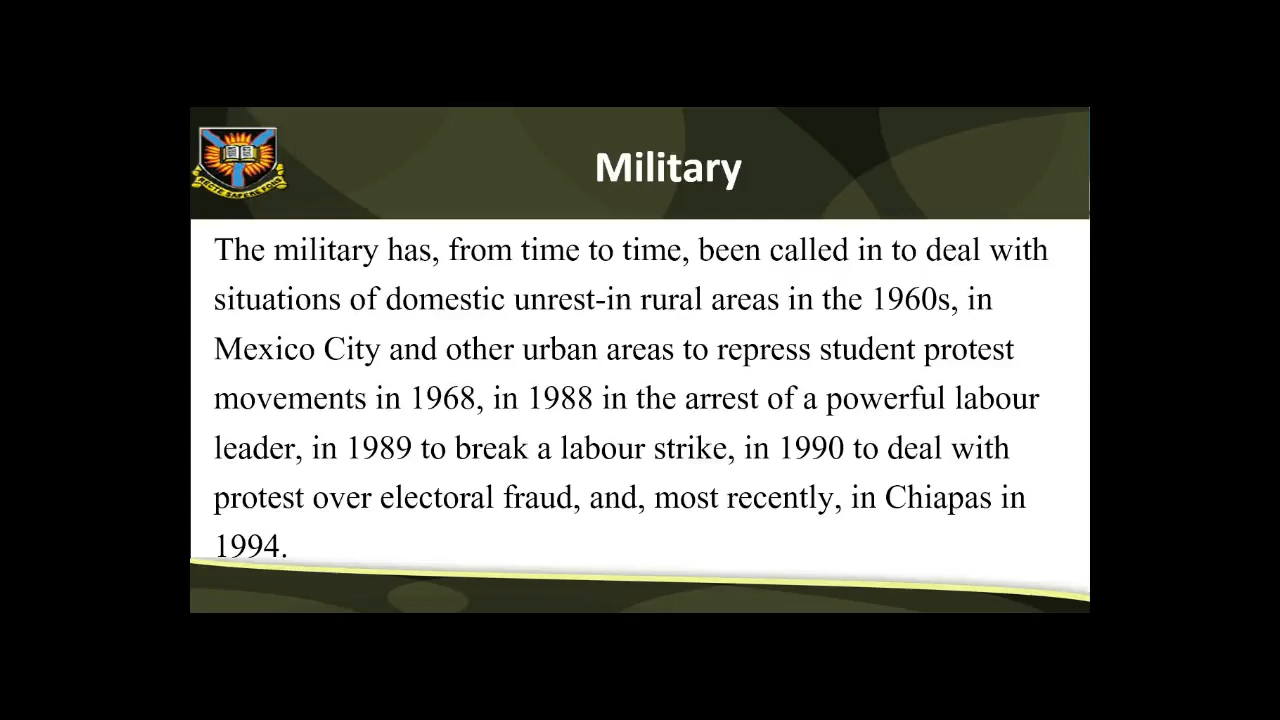 Military
RECTE SAPERE FONS
The military has, from time to time, been called in to deal with
situations of domestic unrest-in rural areas in the 1960s, in
Mexico City and other urban areas to repress student protest
movements in 1968, in 1988 in the arrest of a powerful labour
leader, in 1989 to break a labour strike, in 1990 to deal with
protest over electoral fraud, and, most recently, in Chiapas in
1994.